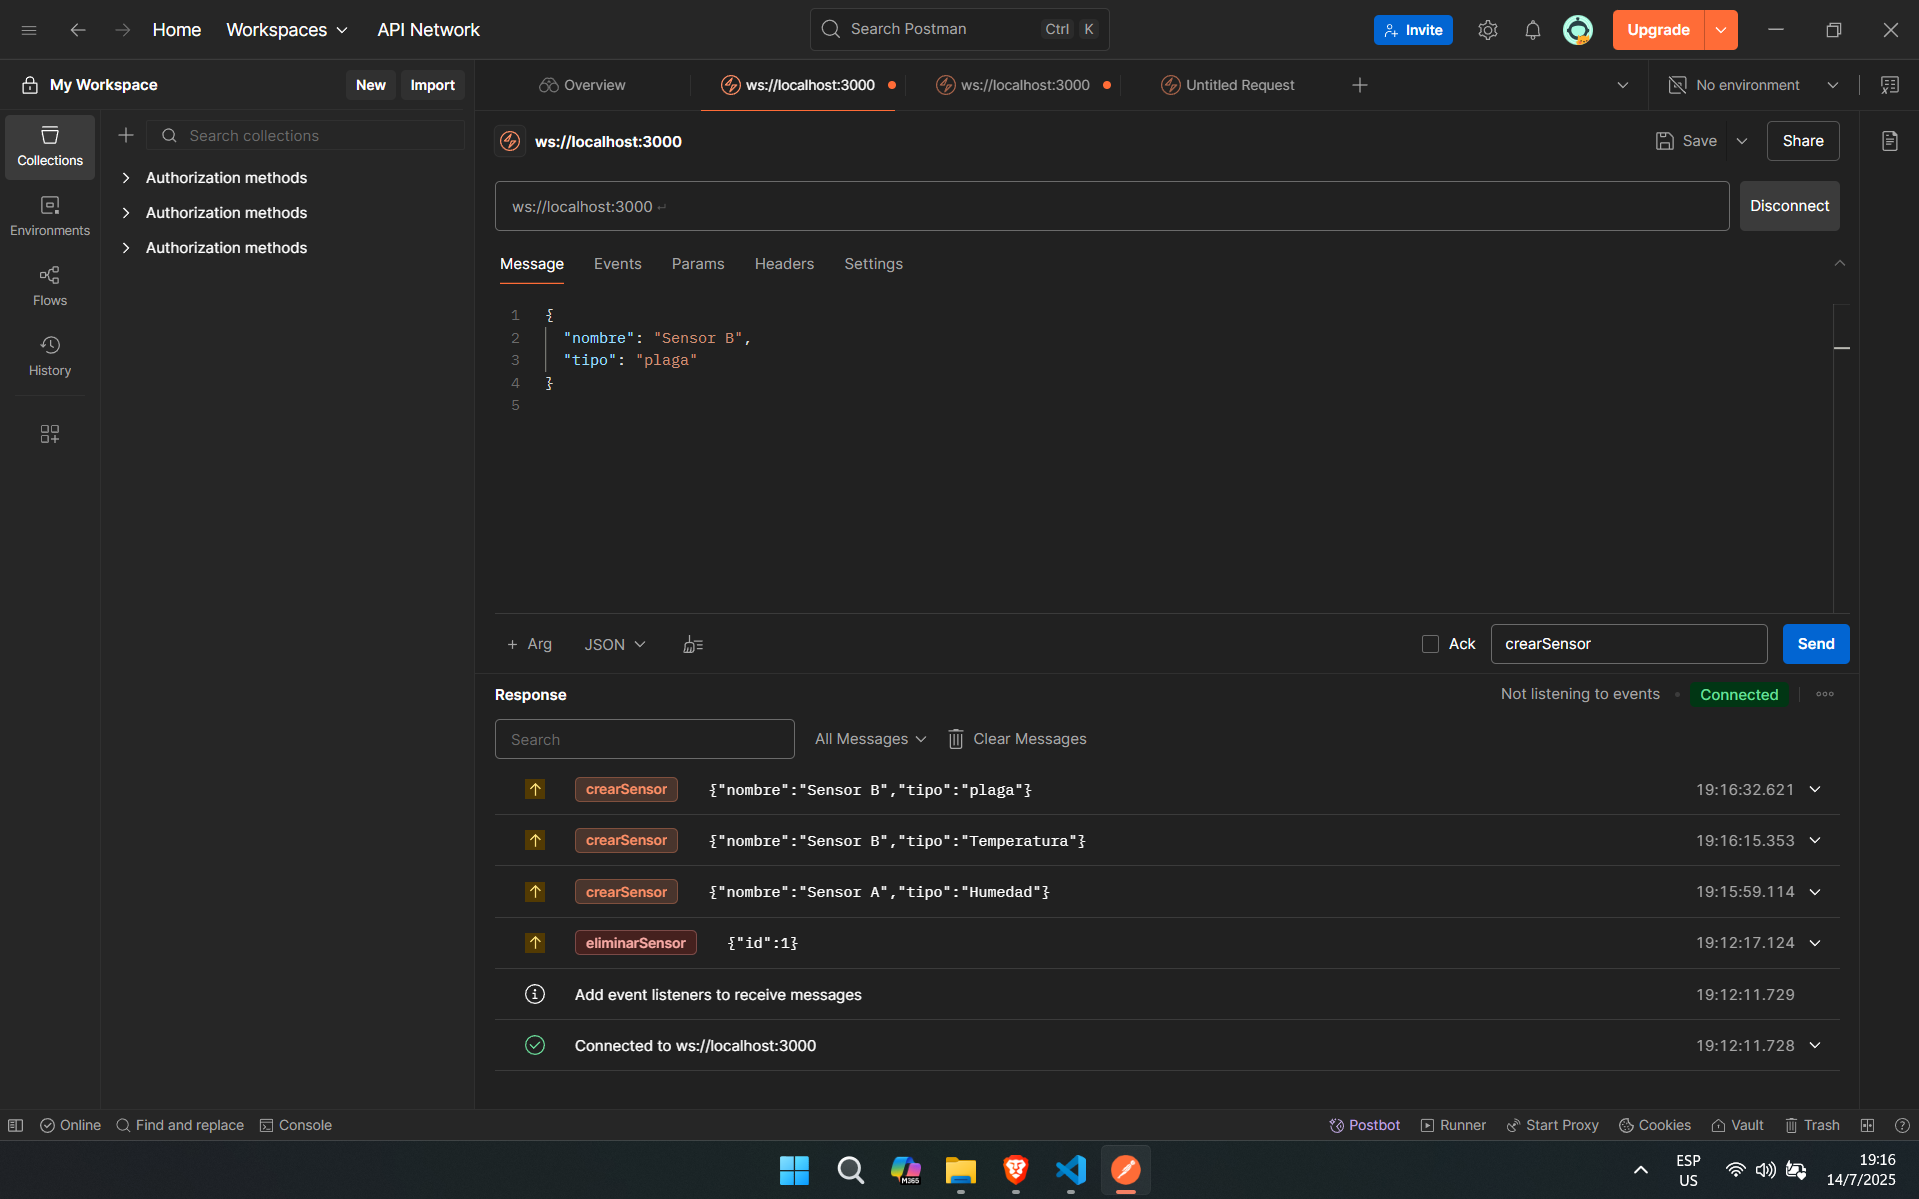 Home Workspaces API Network Search Postman Ctrl K Invite Upgrade
My Workspace New Import Overview ws://localhost:3000 ws://localhost:3000 Untitled Request No environment
Collections
Search collections
ws://localhost:3000 Save Share
Authorization methods
Authorization methods
Authorization methods
Environments
Flows
History
ws://localhost:3000 Disconnect
Message Events Params Headers Settings
1 {
2 "nombre": "Sensor B",
3 "tipo": "plaga"
4 }
5
Arg JSON Ack crearSensor Send
Response Not listening to events Connected
Search All Messages Clear Messages
crearSensor {"nombre":"Sensor B","tipo":"plaga"} 19:16:32.621
crearSensor {"nombre":"Sensor B","tipo":"Temperatura"} 19:16:15.353
crearSensor {"nombre":"Sensor A","tipo":"Humedad"} 19:15:59.114
eliminarSensor {"id":1} 19:12:17.124
Add event listeners to receive messages 19:12:11.729
Connected to ws://localhost:3000 19:12:11.728
Online Find and replace Console Postbot Runner Start Proxy Cookies Vault Trash
M365
ESP
US
19:16
14/7/2025